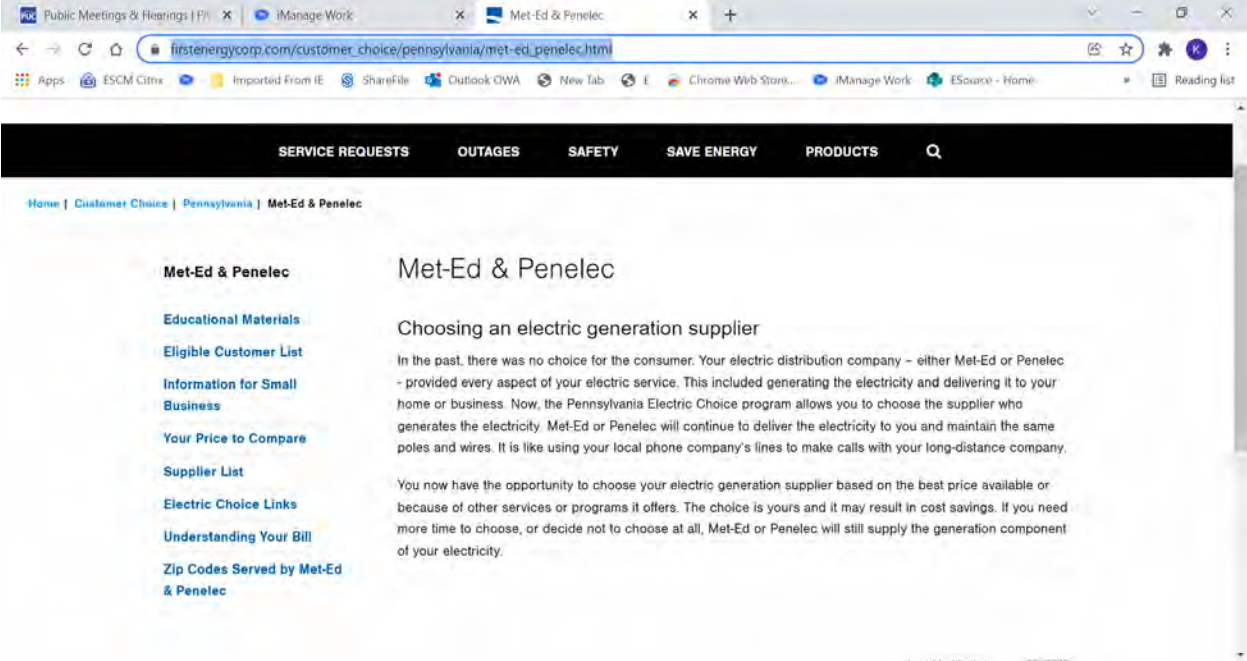 Public Meetings & Hearings | PA
iManage Work
Met-Ed & Penelec
firstenergycorp.com/customer_choice/pennsylvania/met-ed_penelec.html
K
Apps
ESCM Citrix
Imported From IE
ShareFile
Outlook OWA
New Tab
E
Chrome Web Store...
iManage Work
ESource - Home
»
Reading list
SERVICE REQUESTS OUTAGES SAFETY SAVE ENERGY PRODUCTS
Home | Customer Choice | Pennsylvania | Met-Ed & Penelec
Met-Ed & Penelec
Educational Materials
Eligible Customer List
Information for Small
Business
Your Price to Compare
Supplier List
Electric Choice Links
Understanding Your Bill
Zip Codes Served by Met-Ed
& Penelec
Met-Ed & Penelec
Choosing an electric generation supplier
In the past, there was no choice for the consumer. Your electric distribution company – either Met-Ed or Penelec
- provided every aspect of your electric service. This included generating the electricity and delivering it to your
home or business. Now, the Pennsylvania Electric Choice program allows you to choose the supplier who
generates the electricity. Met-Ed or Penelec will continue to deliver the electricity to you and maintain the same
poles and wires. It is like using your local phone company's lines to make calls with your long-distance company.
You now have the opportunity to choose your electric generation supplier based on the best price available or
because of other services or programs it offers. The choice is yours and it may result in cost savings. If you need
more time to choose, or decide not to choose at all, Met-Ed or Penelec will still supply the generation component
of your electricity.